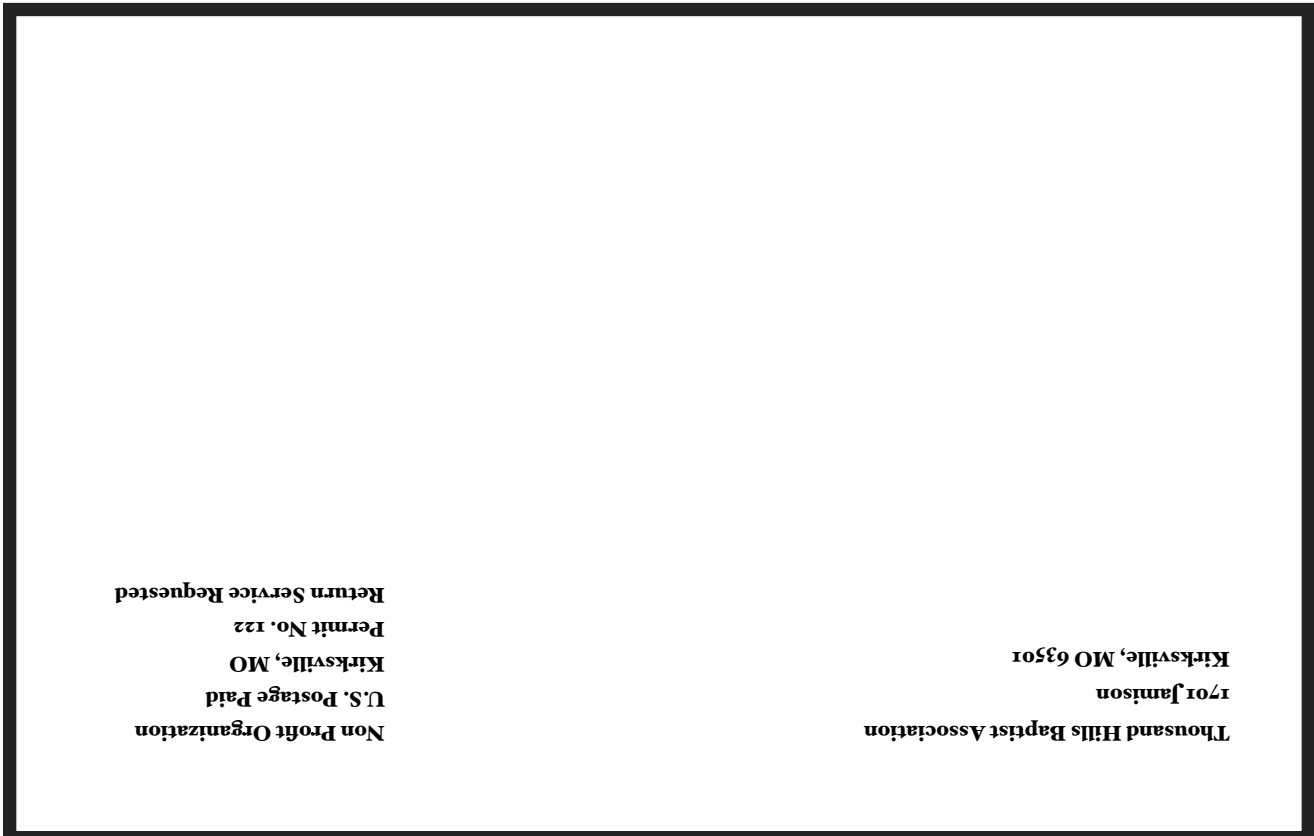 Thousand Hills Baptist Association
1701 Jamison
Kirksville, MO 63501
Non Profit Organization
U.S. Postage Paid
Kirksville, MO
Permit No. 122
Return Service Requested